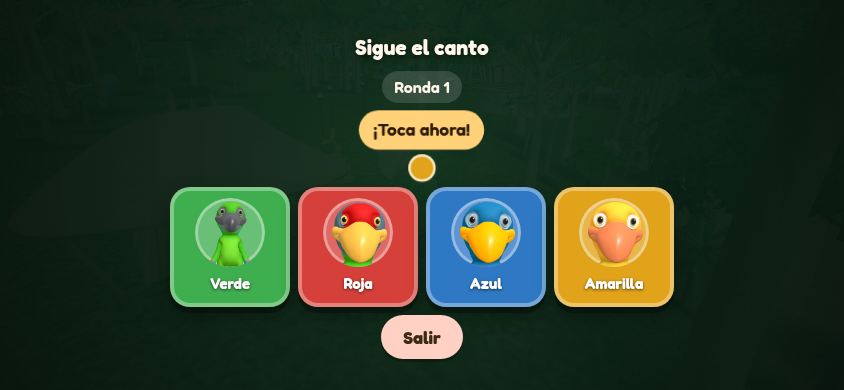 Sigue el canto
Ronda 1
¡Toca ahora!
Verde
Roja
Azul
Amarilla
Salir